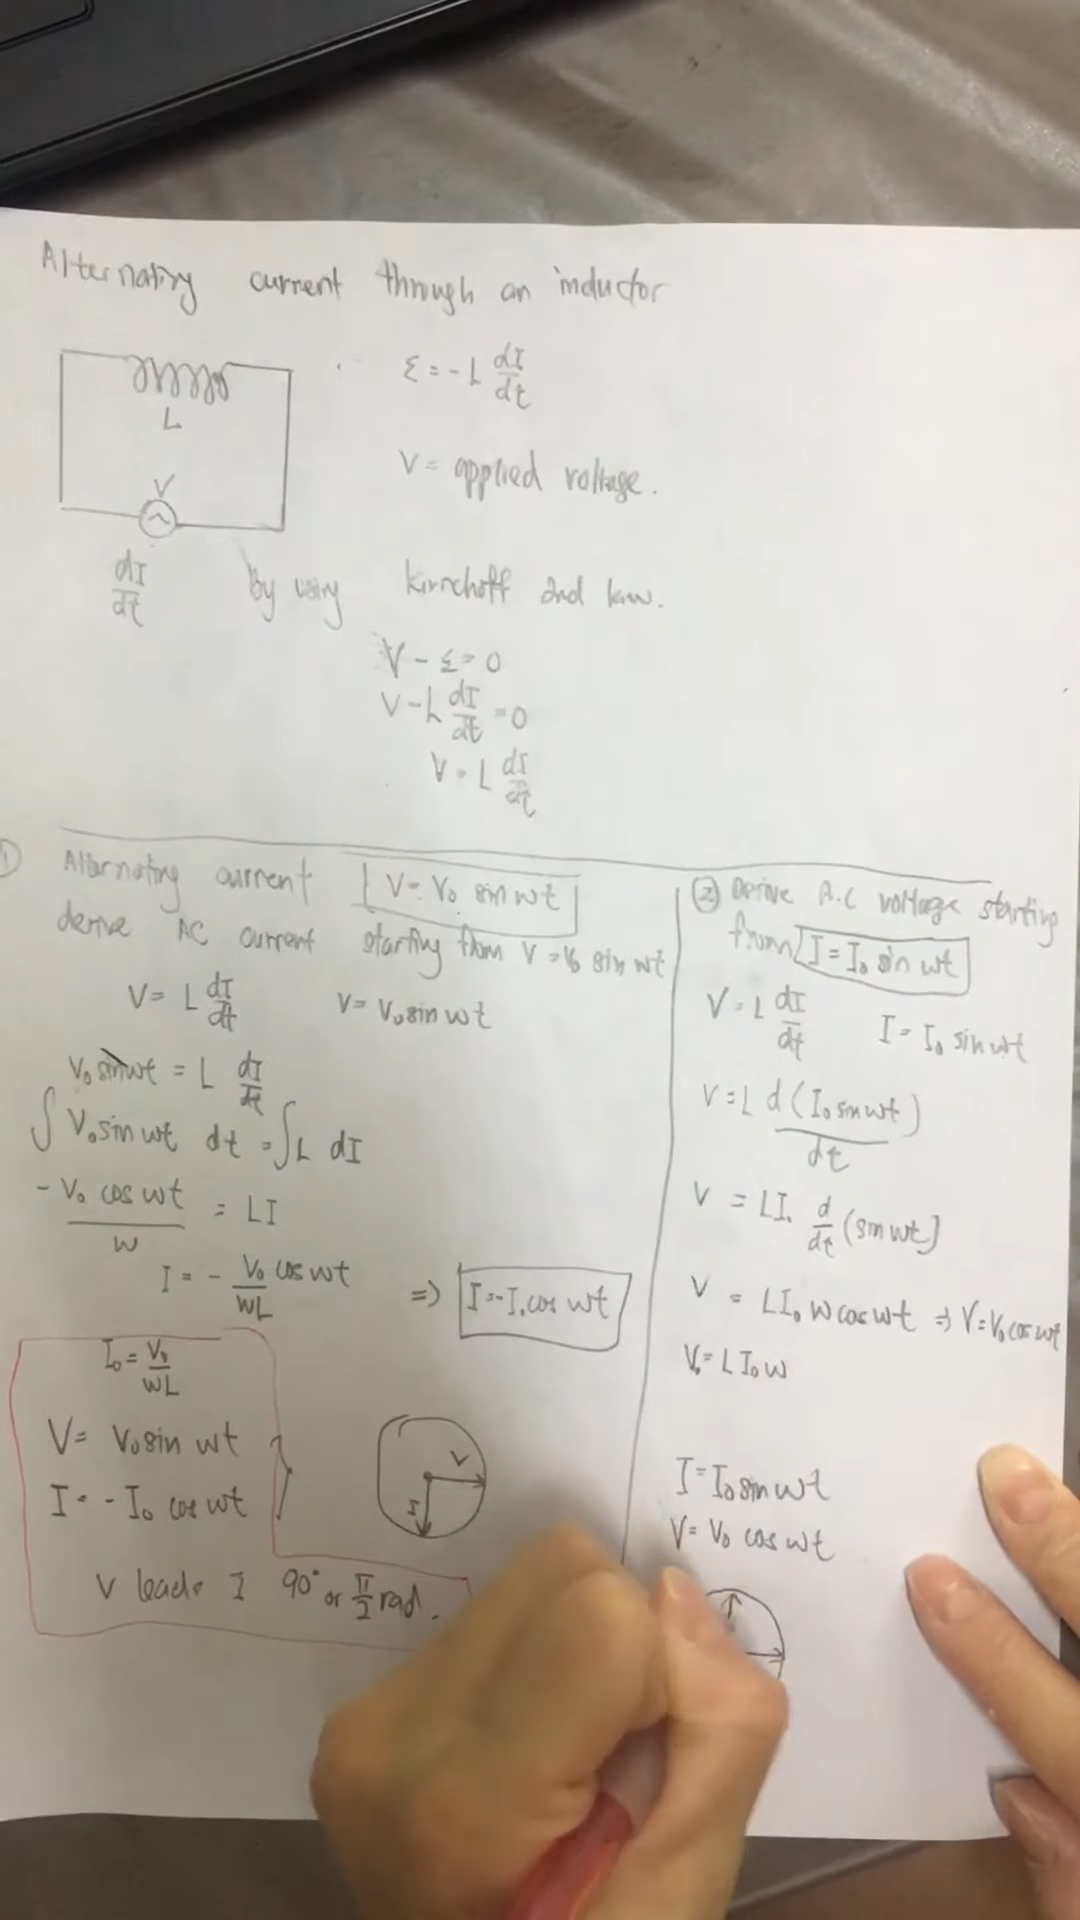 Alternating current through an inductor
L
V
ε = - L dI/dt
V = applied voltage.
dI/dt
By using kirrchoff 2nd law.
V - ε = 0
V - L dI/dt = 0
V = L dI/dt
① Alternating current V = V₀ sin wt
derive AC current starting from V = V₀ sin wt
V = L dI/dt V = V₀ sin wt
V₀ sin wt = L dI/dt
∫ V₀ sin wt dt = ∫ L dI
- V₀ cos wt / w = LI
I = - V₀/wL cos wt ⇒ I = - I₀ cos wt
I₀ = V₀/wL
V = V₀ sin wt
I = - I₀ cos wt
V
I
V leads I 90° or π/2 rad.
② Derive A.C voltage starting
from I = I₀ sin wt
V = L dI/dt I = I₀ sin wt
V = L d(I₀ sin wt)/dt
V = LI₀ d/dt (sin wt)
V = LI₀ w cos wt ⇒ V = V₀ cos wt
V₀ = L I₀ w
I = I₀ sin wt
V = V₀ cos wt